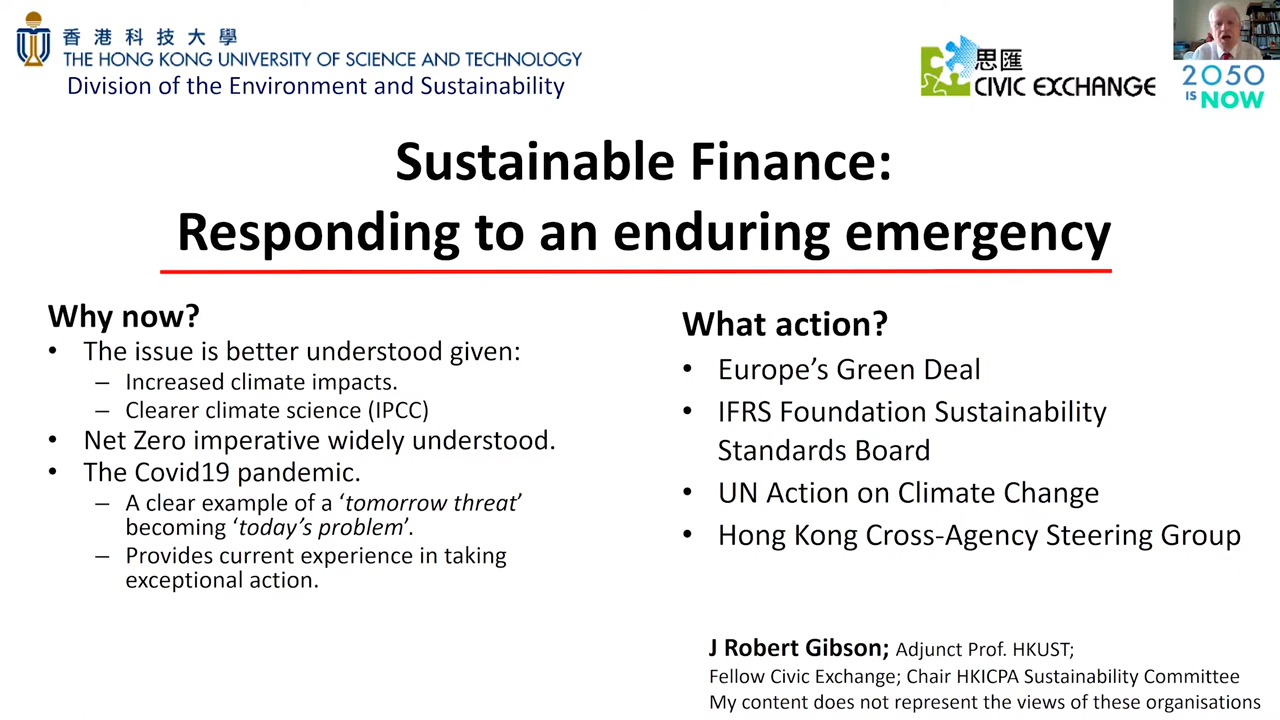 香港科技大學
THE HONG KONG UNIVERSITY OF SCIENCE AND TECHNOLOGY
Division of the Environment and Sustainability
思匯
CIVIC EXCHANGE
2050
IS NOW
Sustainable Finance:
Responding to an enduring emergency
Why now?
• The issue is better understood given:
– Increased climate impacts.
– Clearer climate science (IPCC)
• Net Zero imperative widely understood.
• The Covid19 pandemic.
– A clear example of a ‘tomorrow threat’
becoming ‘today’s problem’.
– Provides current experience in taking
exceptional action.
What action?
• Europe’s Green Deal
• IFRS Foundation Sustainability
Standards Board
• UN Action on Climate Change
• Hong Kong Cross-Agency Steering Group
J Robert Gibson; Adjunct Prof. HKUST;
Fellow Civic Exchange; Chair HKICPA Sustainability Committee
My content does not represent the views of these organisations